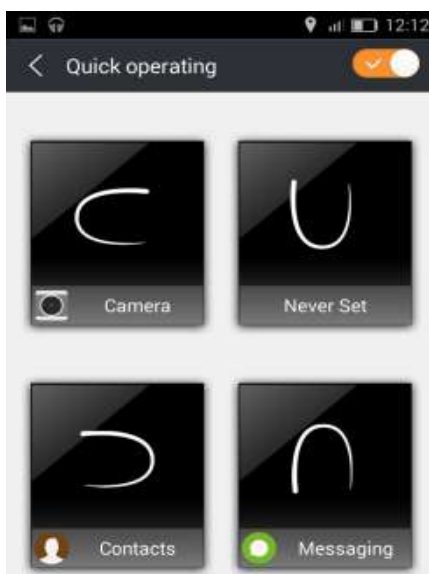 12:12
Quick operating
Camera
Never Set
Contacts
Messaging